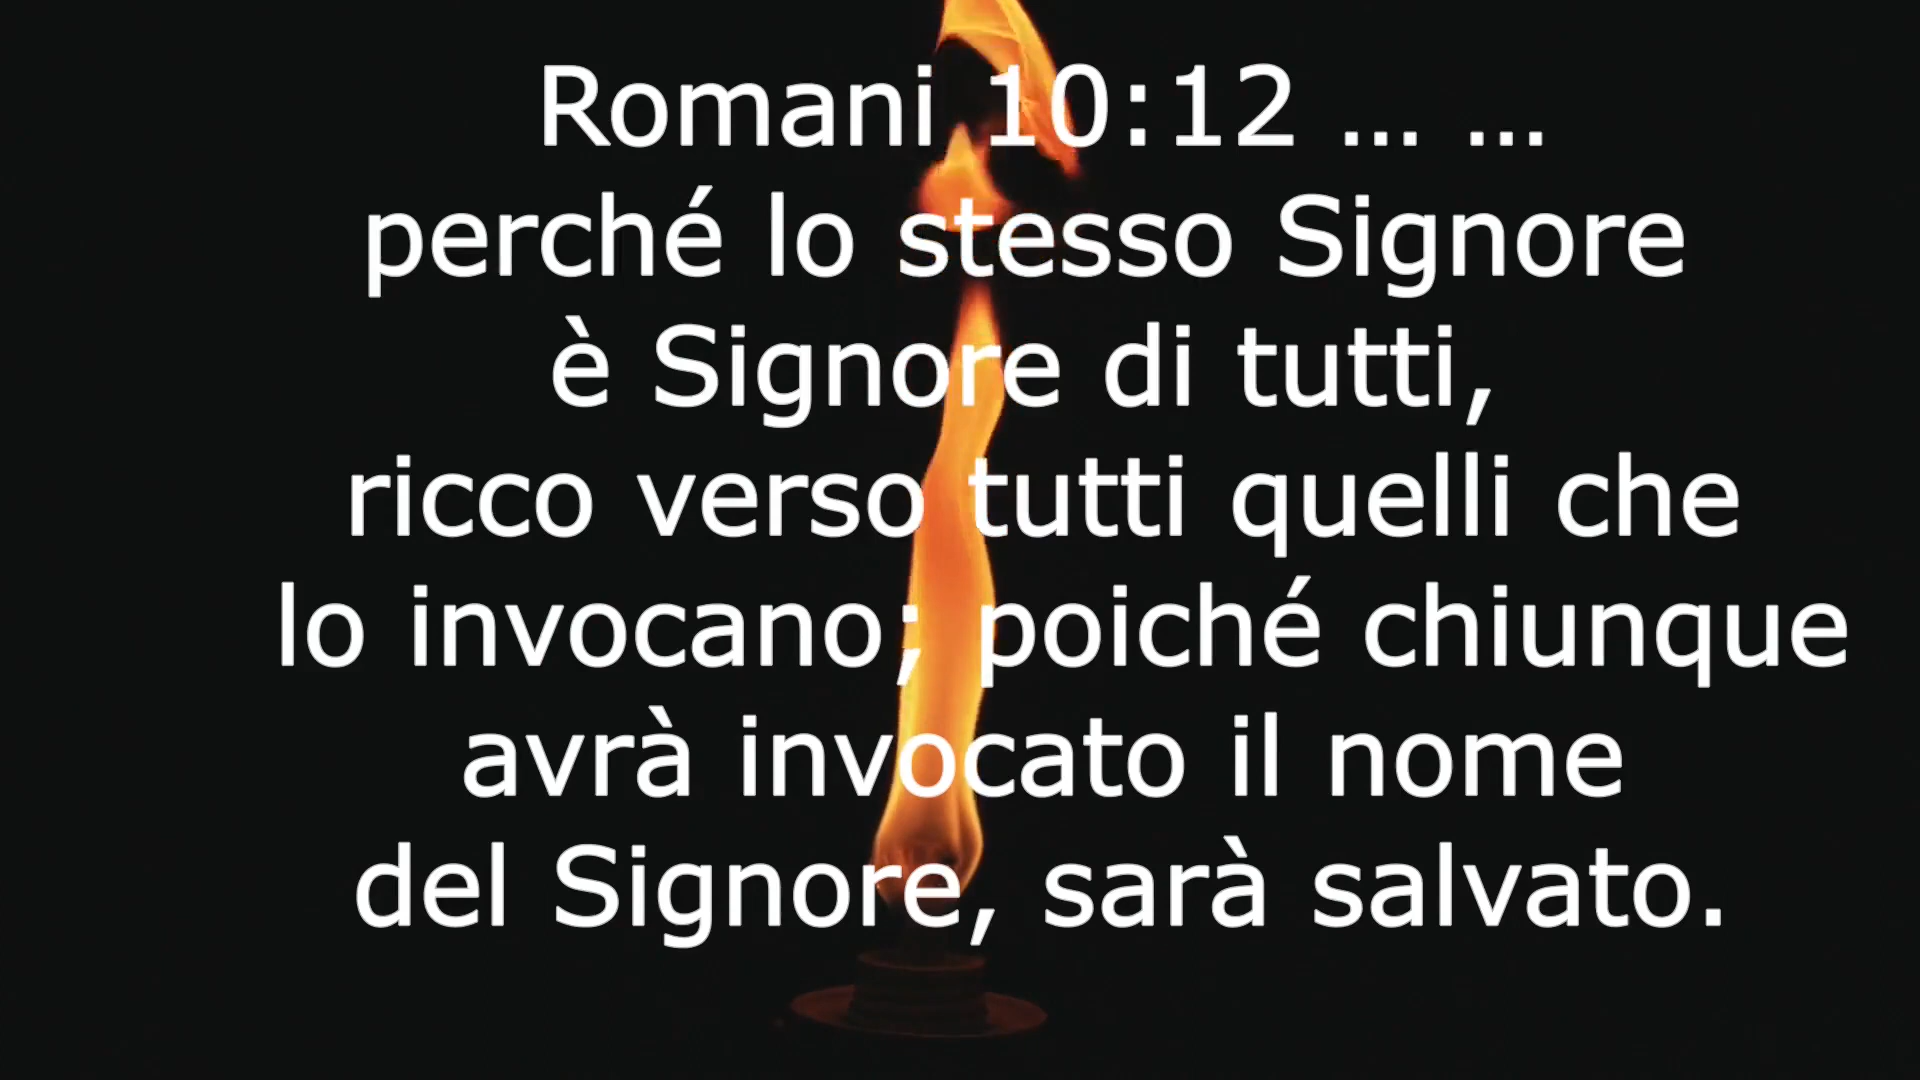 Romani 10:12 ... ...
perché lo stesso Signore
è Signore di tutti,
ricco verso tutti quelli che
lo invocano; poiché chiunque
avrà invocato il nome
del Signore, sarà salvato.